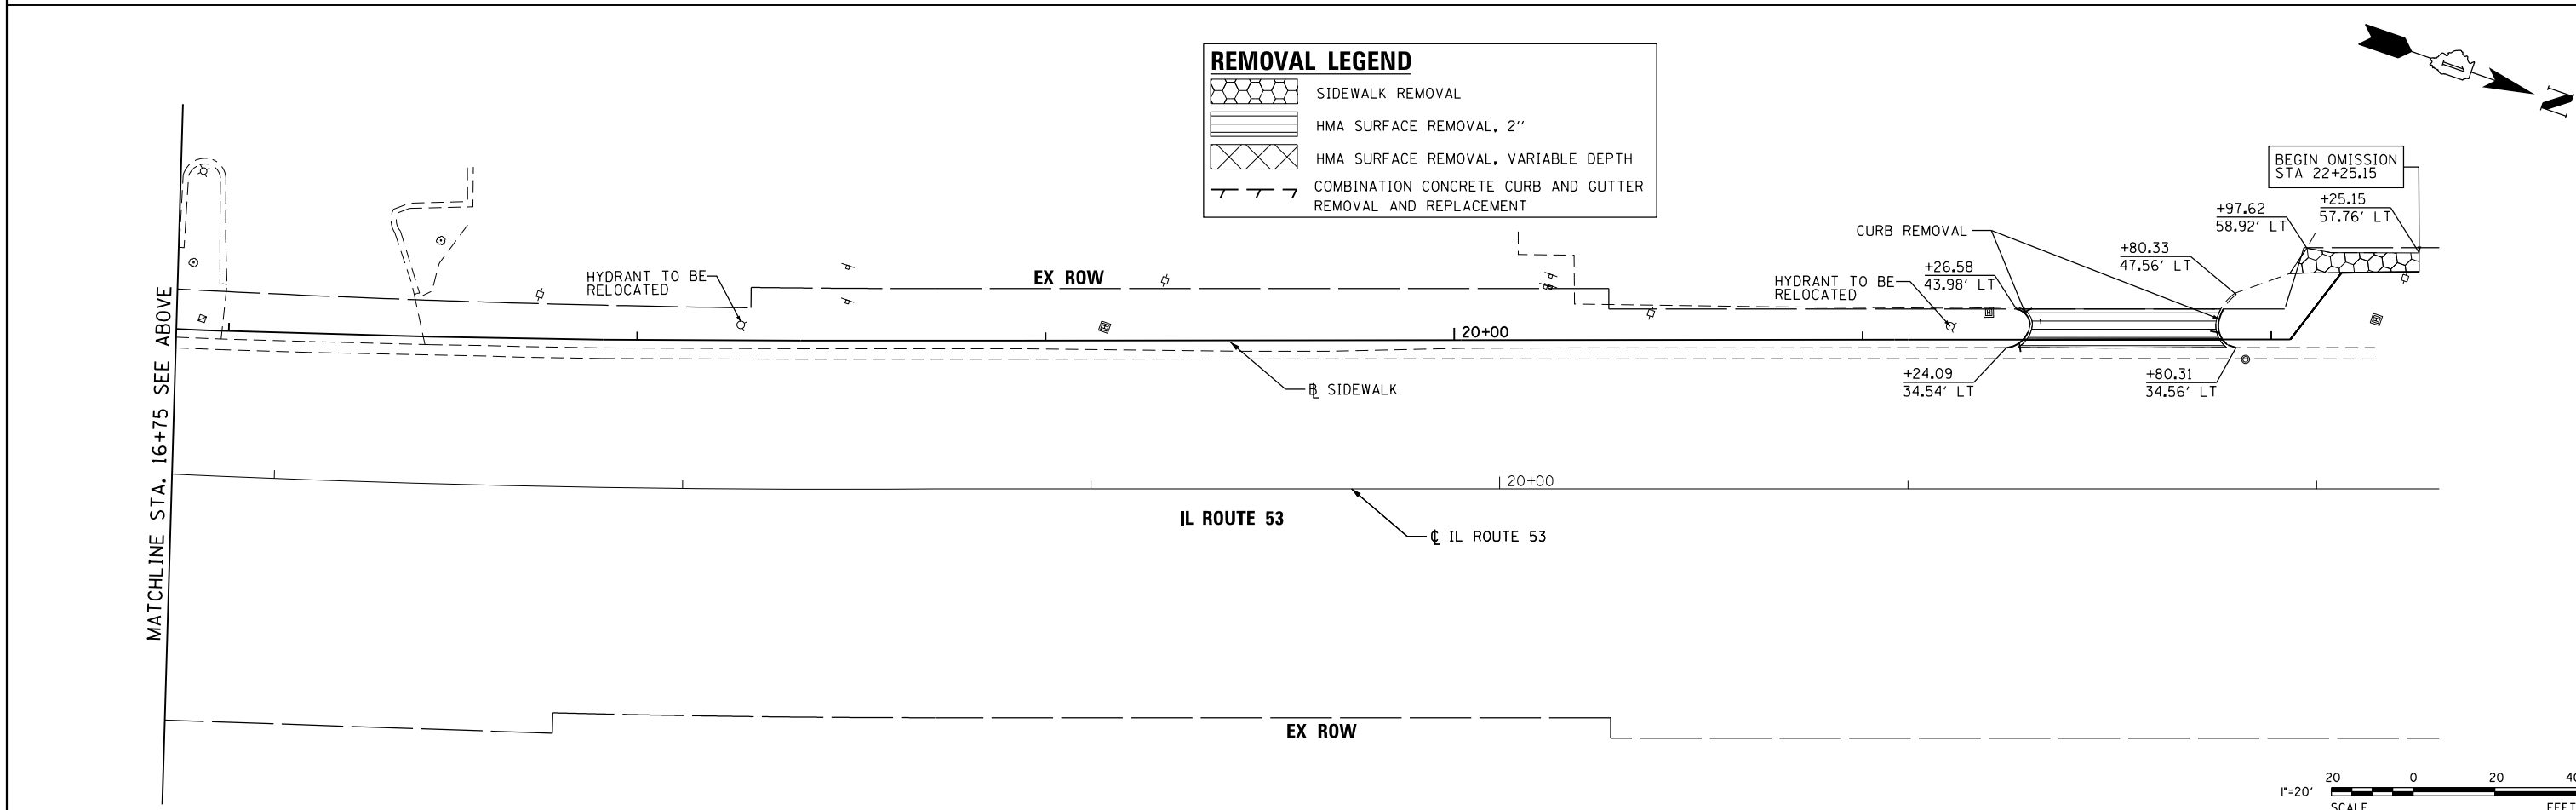 REMOVAL LEGEND
SIDEWALK REMOVAL
HMA SURFACE REMOVAL, 2''
HMA SURFACE REMOVAL, VARIABLE DEPTH
COMBINATION CONCRETE CURB AND GUTTER
REMOVAL AND REPLACEMENT
N
BEGIN OMISSION
STA 22+25.15
+25.15
57.76' LT
+97.62
58.92' LT
CURB REMOVAL
+80.33
47.56' LT
+26.58
43.98' LT
HYDRANT TO BE
RELOCATED
EX ROW
HYDRANT TO BE
RELOCATED
20+00
MATCHLINE STA. 16+75 SEE ABOVE
+24.09
34.54' LT
+80.31
34.56' LT
BL SIDEWALK
20+00
IL ROUTE 53
CL IL ROUTE 53
EX ROW
20 0 20 40
1"=20'
SCALE FEET